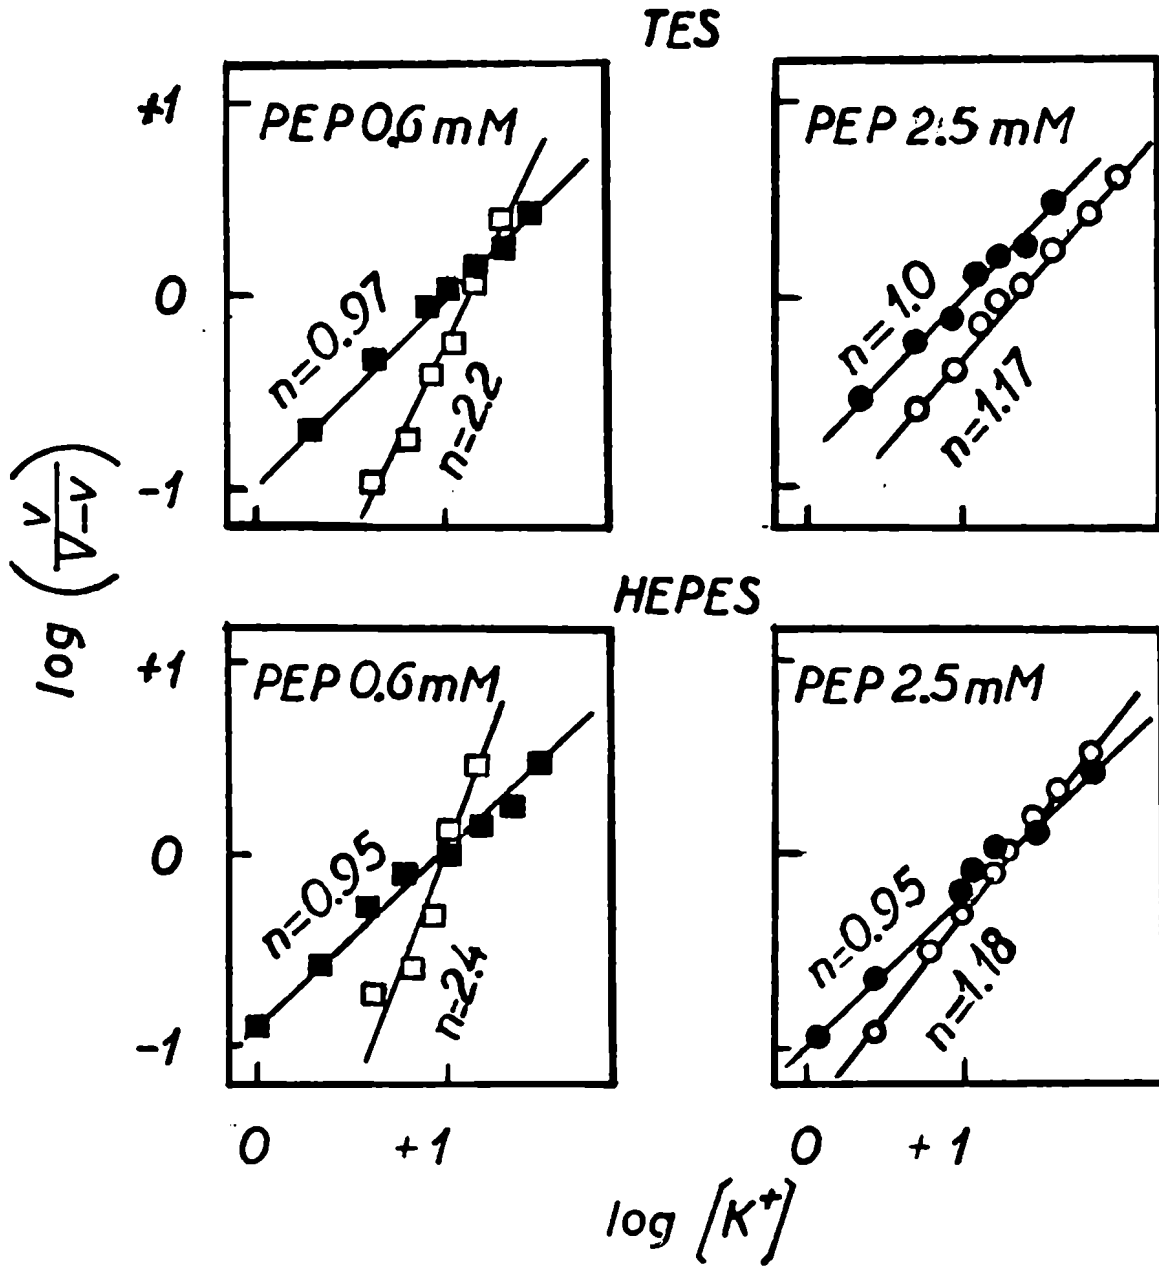 TES
PEP 0.6 mM
PEP 2.5 mM
+1
0
-1
n=0.97
n=2.2
n=1.0
n=1.17
log (v/V-v)
HEPES
PEP 0.6 mM
PEP 2.5 mM
+1
0
-1
n=0.95
n=2.4
n=0.95
n=1.18
0
+1
0
+1
log [K⁺]